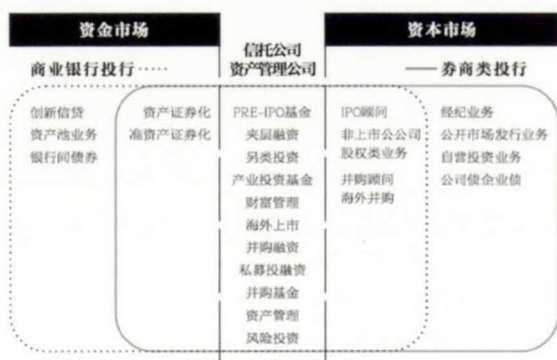 资金市场
资本市场
信托公司
资产管理公司
商业银行投行·····
——券商类投行
创新信贷
资产池业务
银行间债券
资产证券化
准资产证券化
PRE-IPO基金
夹层融资
另类投资
产业投资基金
财富管理
海外上市
并购融资
私募投融资
并购基金
资产管理
风险投资
IPO顾问
非上市公公司
股权类业务
并购顾问
海外并购
经纪业务
公开市场发行业务
自营投资业务
公司债企业债